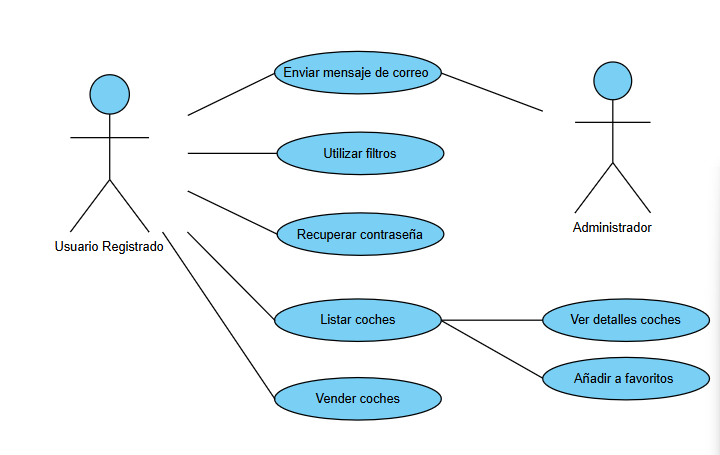 Enviar mensaje de correo
Utilizar filtros
Usuario Registrado
Recuperar contraseña
Administrador
Listar coches
Ver detalles coches
Añadir a favoritos
Vender coches